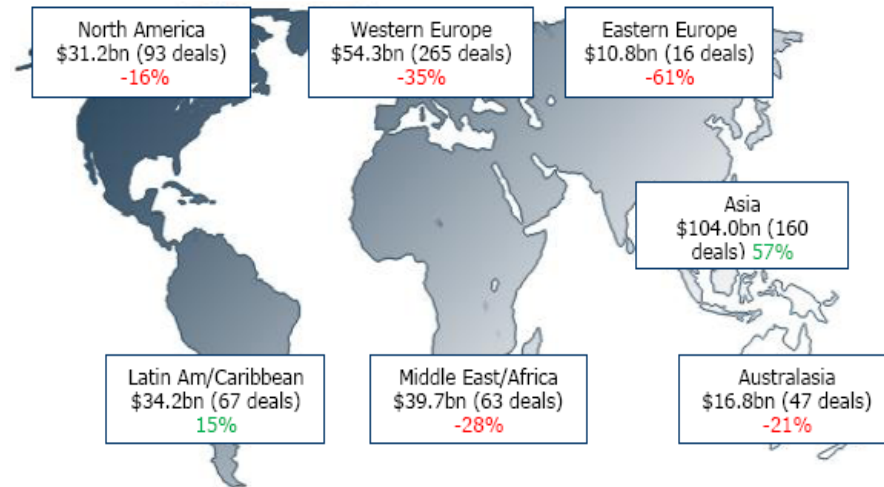 North America
$31.2bn (93 deals)
-16%
Western Europe
$54.3bn (265 deals)
-35%
Eastern Europe
$10.8bn (16 deals)
-61%
Asia
$104.0bn (160
deals) 57%
Latin Am/Caribbean
$34.2bn (67 deals)
15%
Middle East/Africa
$39.7bn (63 deals)
-28%
Australasia
$16.8bn (47 deals)
-21%